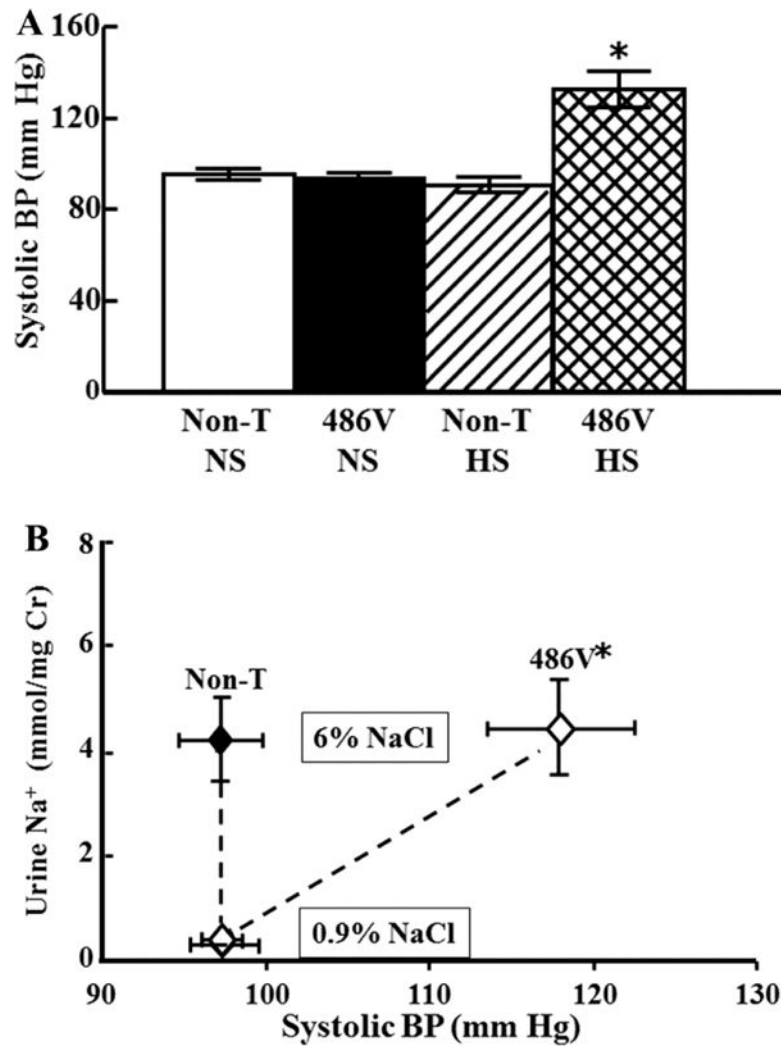 A
160
120
80
40
0
Systolic BP (mm Hg)
*
Non-T 486V Non-T 486V
NS NS HS HS
B
8
6
4
2
0
Urine Na⁺ (mmol/mg Cr)
Non-T
486V*
6% NaCl
0.9% NaCl
90 100 110 120 130
Systolic BP (mm Hg)